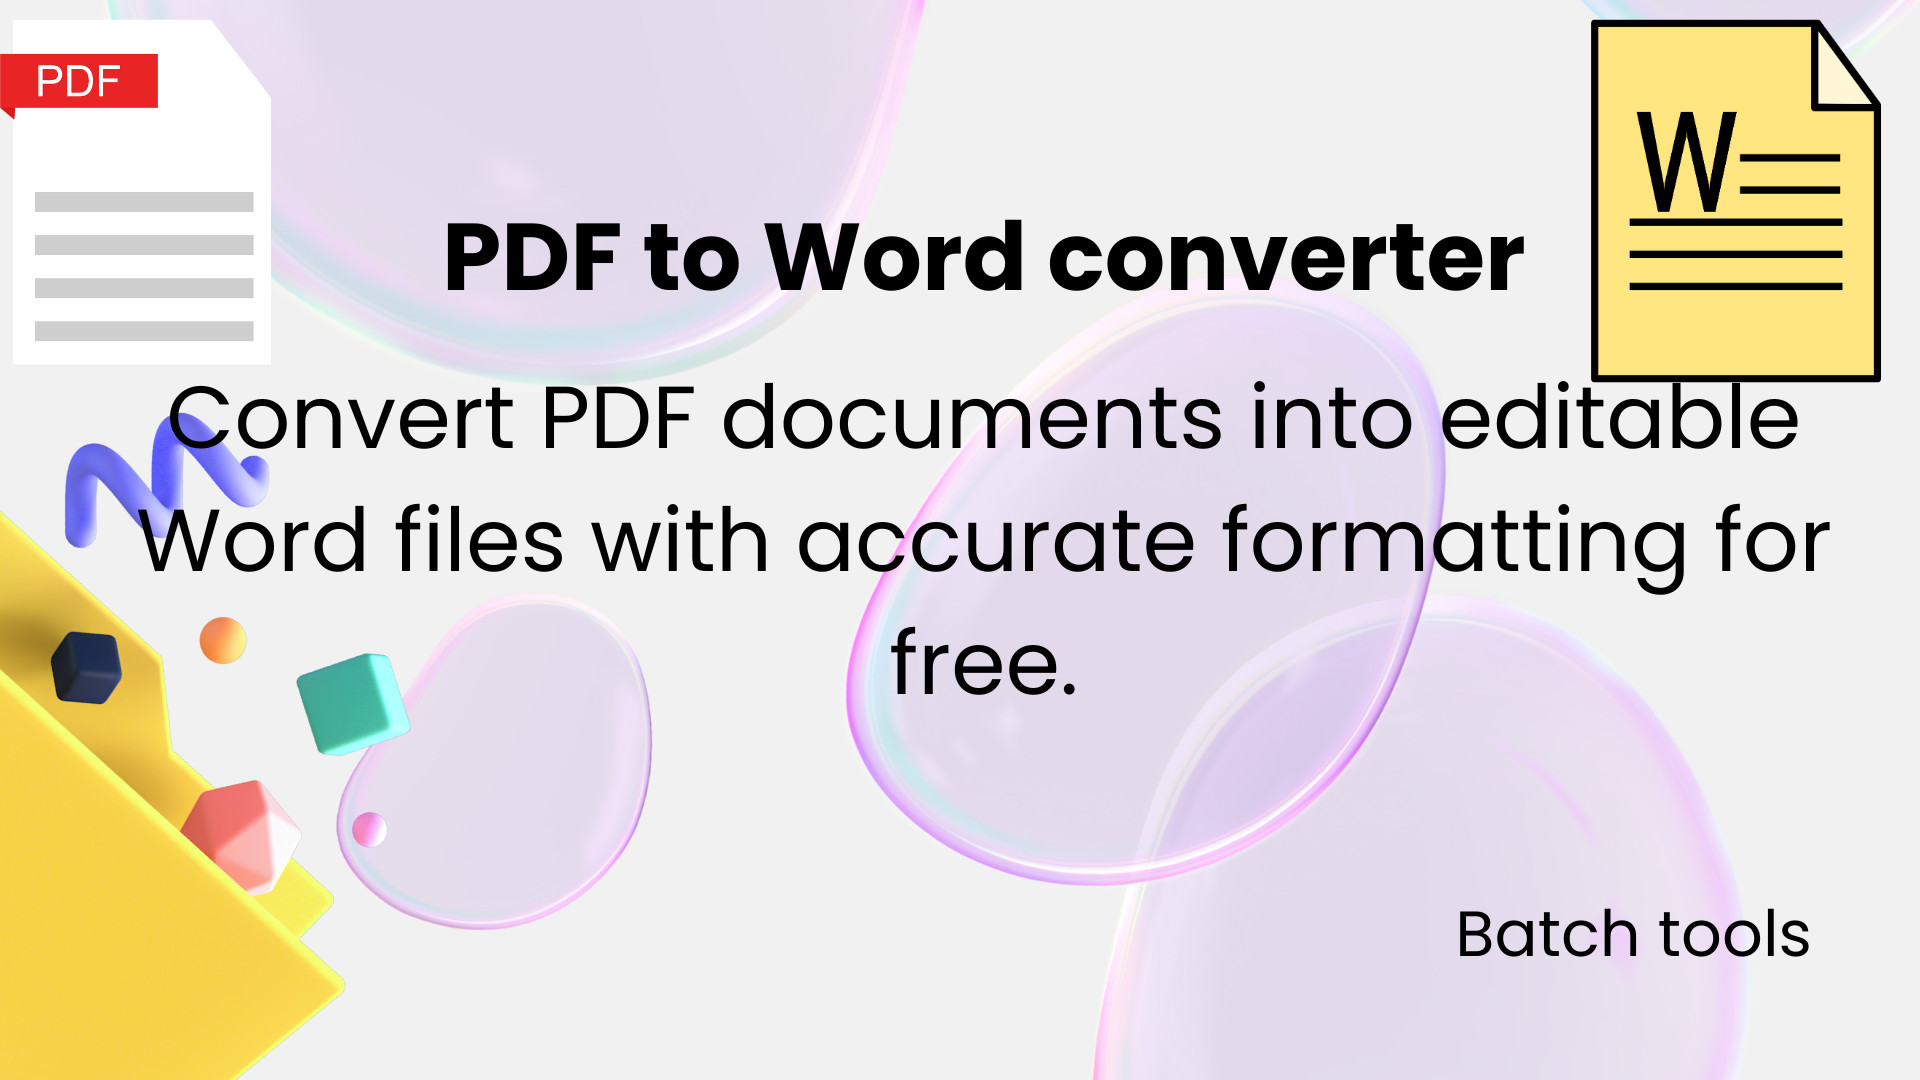 PDF
W
PDF to Word converter
Convert PDF documents into editable
Word files with accurate formatting for
free.
Batch tools